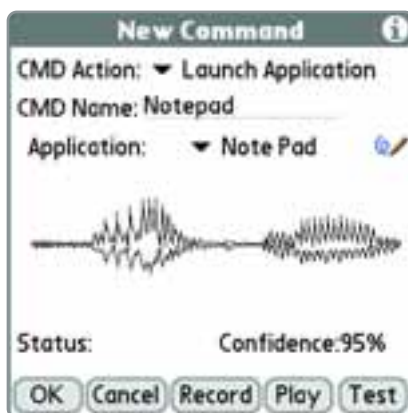 New Command
CMD Action: Launch Application
CMD Name: Notepad
Application: Note Pad
Status: Confidence:95%
OK Cancel Record Play Test